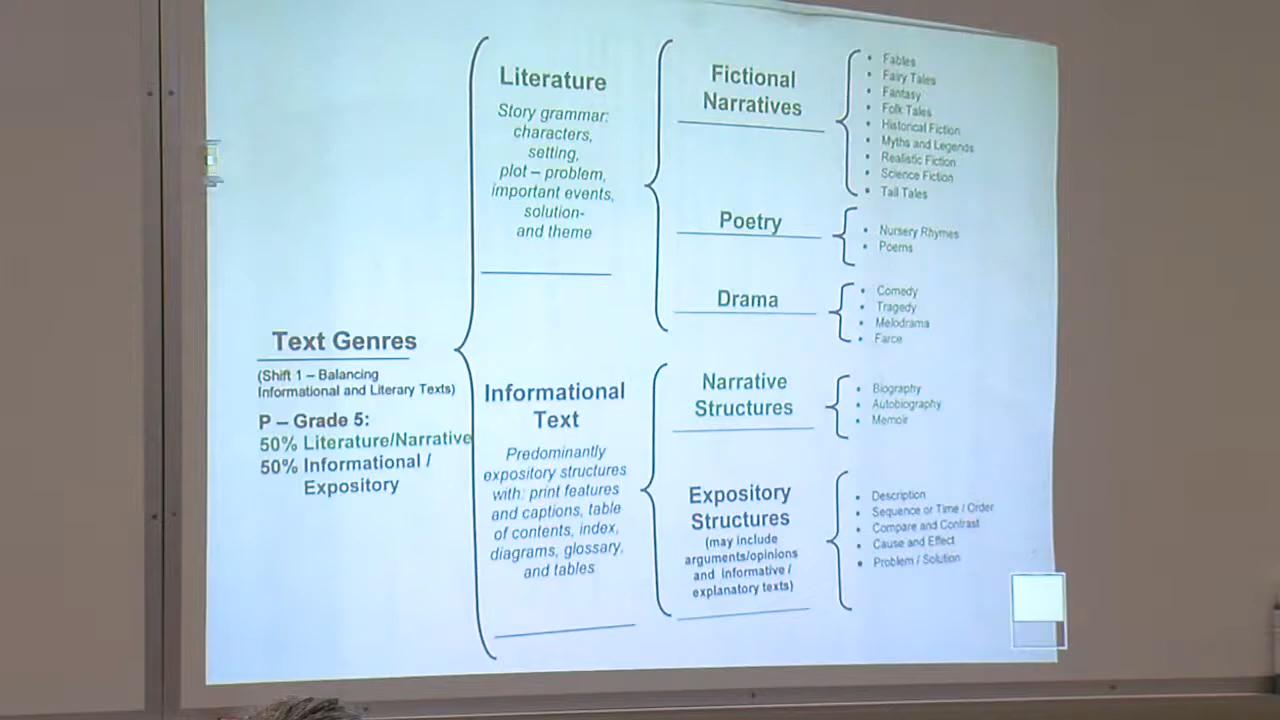 Text Genres
(Shift 1 – Balancing
Informational and Literary Texts)
P – Grade 5:
50% Literature/Narrative
50% Informational /
Expository
Literature
Story grammar:
characters,
setting,
plot – problem,
important events,
solution-
and theme
Fictional
Narratives
• Fables
• Fairy Tales
• Fantasy
• Folk Tales
• Historical Fiction
• Myths and Legends
• Realistic Fiction
• Science Fiction
• Tall Tales
Poetry
• Nursery Rhymes
• Poems
Drama
• Comedy
• Tragedy
• Melodrama
• Farce
Informational
Text
Predominantly
expository structures
with: print features
and captions, table
of contents, index,
diagrams, glossary,
and tables
Narrative
Structures
• Biography
• Autobiography
• Memoir
Expository
Structures
(may include
arguments/opinions
and informative /
explanatory texts)
• Description
• Sequence or Time / Order
• Compare and Contrast
• Cause and Effect
• Problem / Solution